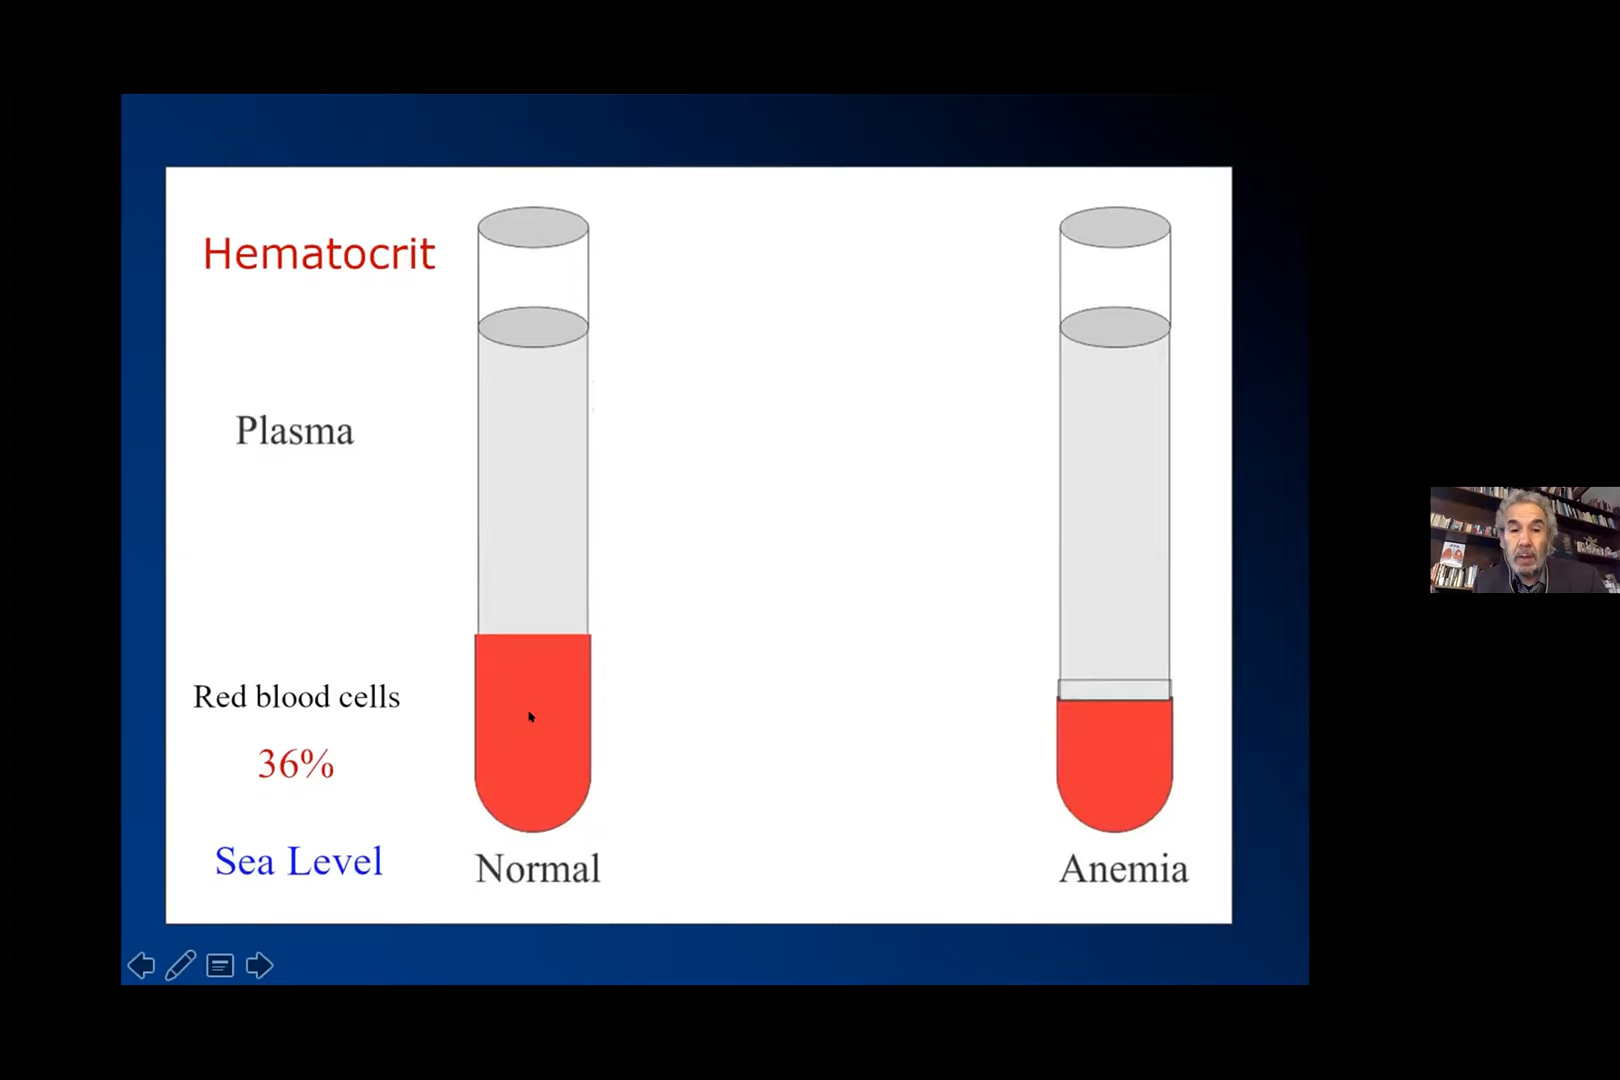 Hematocrit
Plasma
Red blood cells
36%
Sea Level
Normal
Anemia